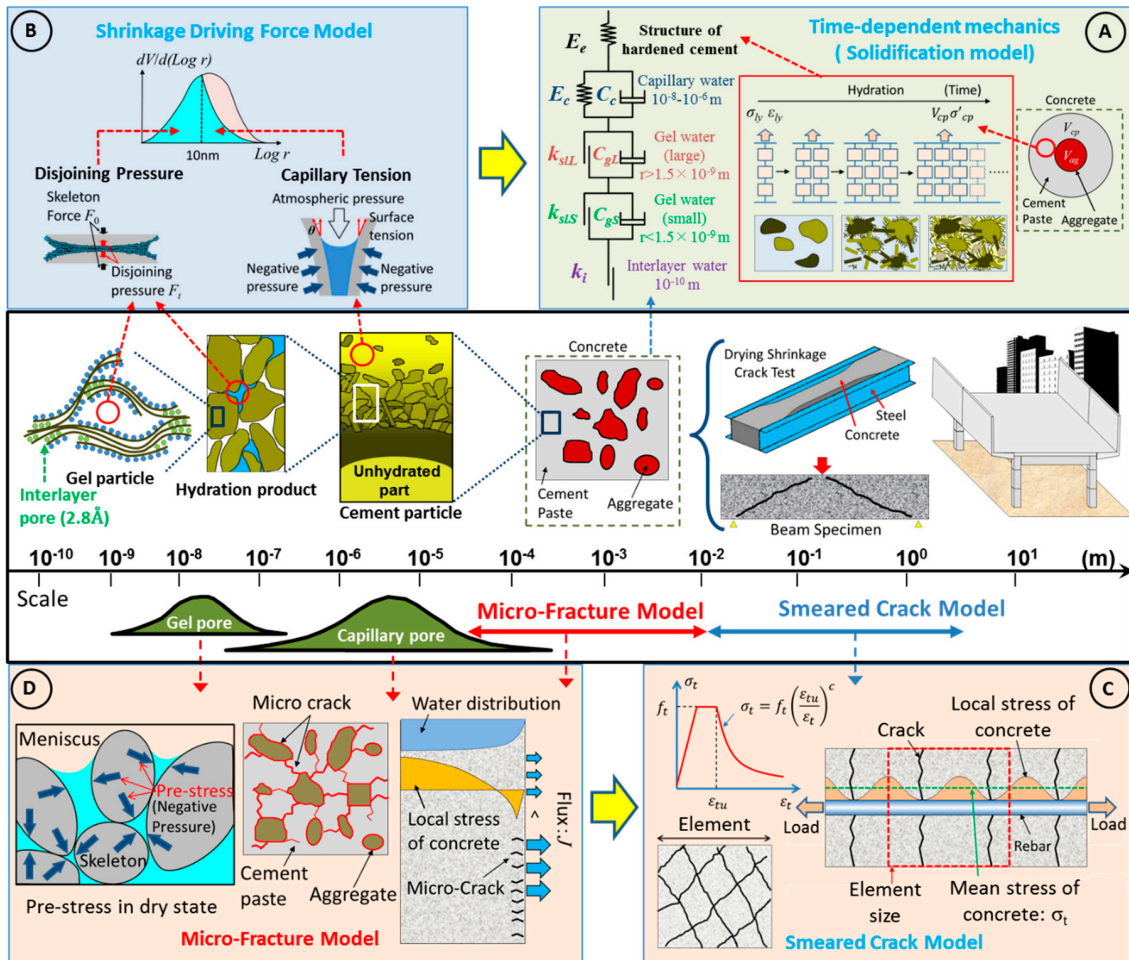 B
Shrinkage Driving Force Model
dV/d(Log r)
10nm
Log r
Disjoining Pressure
Capillary Tension
Skeleton
Force F0
Disjoining
pressure Ft
Atmospheric pressure
θ
Surface
tension
Negative
pressure
Negative
pressure
A
Time-dependent mechanics
( Solidification model)
Ee
Structure of
hardened cement
Ec
Cc
Capillary water
10-8-10-6 m
kslL
CgL
Gel water
(large)
r>1.5×10-9 m
kslS
CgS
Gel water
(small)
r<1.5×10-9 m
ki
Interlayer water
10-10 m
Hydration
(Time)
σly εly
Vcpσ'cp
Concrete
Vcp
Vag
Cement
Paste
Aggregate
Gel particle
Interlayer
pore (2.8Å)
Hydration product
Unhydrated
part
Cement particle
Concrete
Cement
Paste
Aggregate
Drying Shrinkage
Crack Test
Steel
Concrete
Beam Specimen
10-10 10-9 10-8 10-7 10-6 10-5 10-4 10-3 10-2 10-1 100 101 (m)
Scale
Gel pore
Capillary pore
Micro-Fracture Model
Smeared Crack Model
D
Meniscus
Pre-stress
(Negative
Pressure)
Skeleton
Pre-stress in dry state
Micro crack
Cement
paste
Aggregate
Water distribution
Local stress
of concrete
Micro-Crack
Flux: J
Micro-Fracture Model
C
σt
ft
σt = ft (εtu/εt)c
εtu
εt
Element
Crack
Local stress of
concrete
Load
Load
Rebar
Element
size
Mean stress of
concrete: σt
Smeared Crack Model